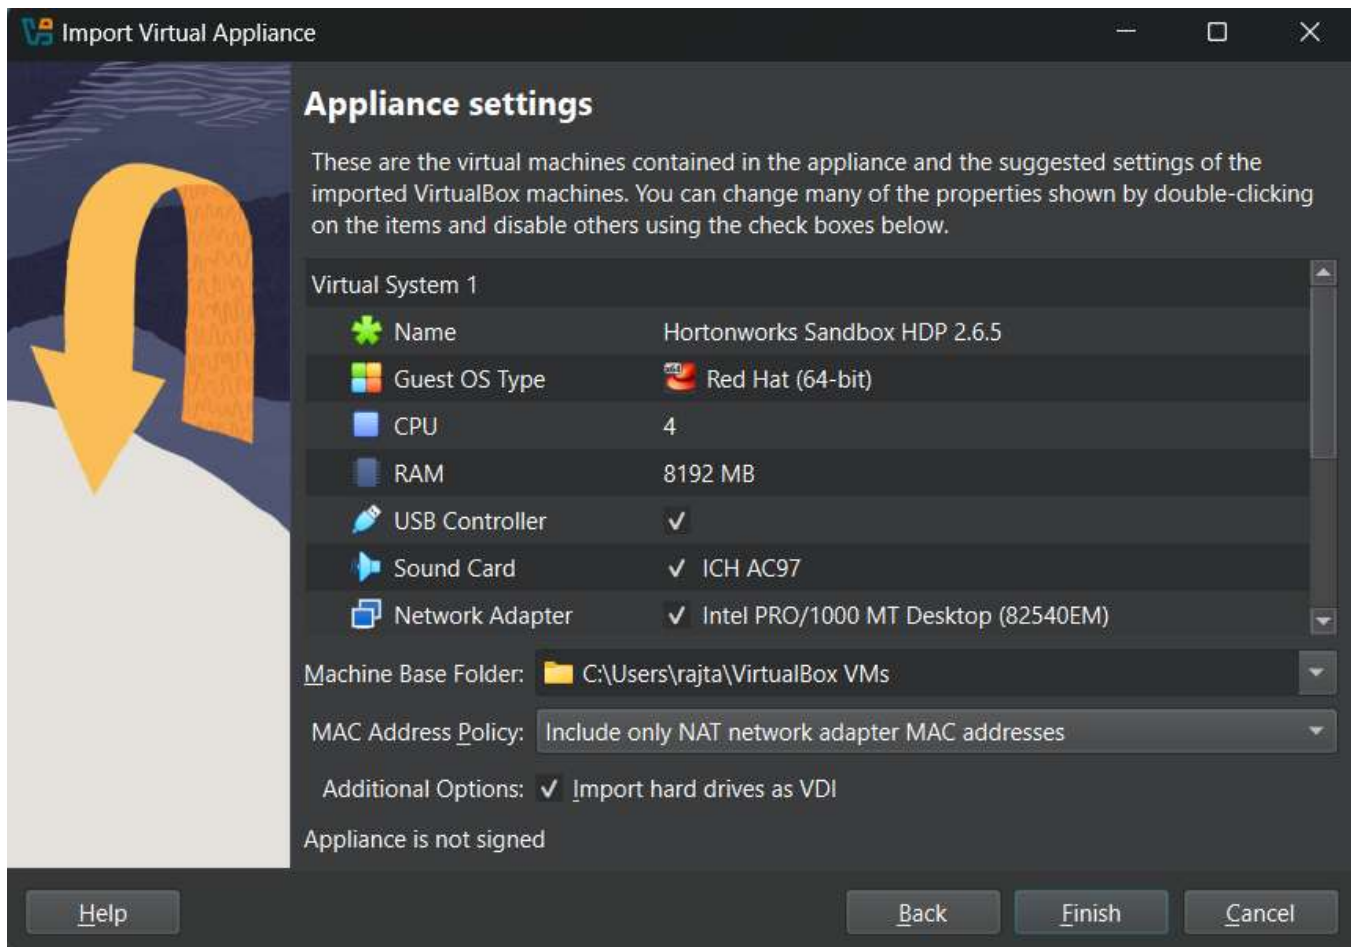 Import Virtual Appliance
Appliance settings
These are the virtual machines contained in the appliance and the suggested settings of the
imported VirtualBox machines. You can change many of the properties shown by double-clicking
on the items and disable others using the check boxes below.
Virtual System 1
Name Hortonworks Sandbox HDP 2.6.5
Guest OS Type Red Hat (64-bit)
CPU 4
RAM 8192 MB
USB Controller
Sound Card ICH AC97
Network Adapter Intel PRO/1000 MT Desktop (82540EM)
Machine Base Folder: C:\Users\rajta\VirtualBox VMs
MAC Address Policy: Include only NAT network adapter MAC addresses
Additional Options: Import hard drives as VDI
Appliance is not signed
Help Back Finish Cancel